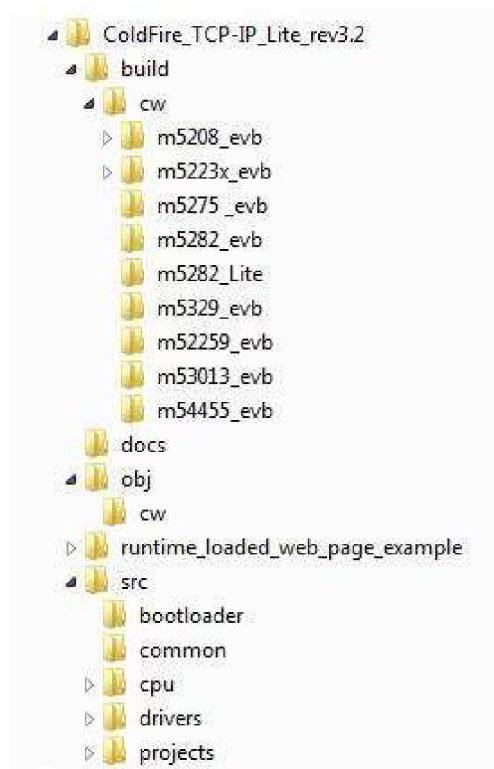 ColdFire_TCP-IP_Lite_rev3.2
build
cw
m5208_evb
m5223x_evb
m5275 _evb
m5282_evb
m5282_Lite
m5329_evb
m52259_evb
m53013_evb
m54455_evb
docs
obj
cw
runtime_loaded_web_page_example
src
bootloader
common
cpu
drivers
projects